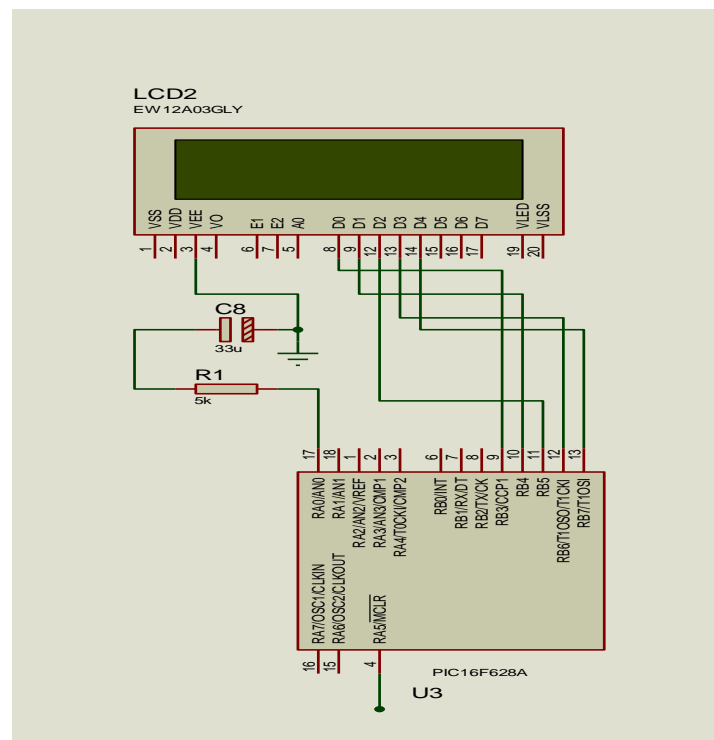 LCD2
EW12A03GLY
VSS VDD VEE VO E1 E2 A0 D0 D1 D2 D3 D4 D5 D6 D7 VLED VLSS
1 2 3 4 6 7 5 8 9 12 13 14 15 16 17 19 20
C8
33u
R1
5k
17 18 1 2 3 6 7 8 9 10 11 12 13
RA0/AN0 RA1/AN1 RA2/AN2/VREF RA3/AN3/CMP1 RA4/T0CKI/CMP2 RB0/INT RB1/RX/DT RB2/TX/CK RB3/CCP1 RB4 RB5 RB6/T1OSO/T1CKI RB7/T1OSI
RA7/OSC1/CLKIN RA6/OSC2/CLKOUT RA5/MCLR
16 15 4
PIC16F628A
U3